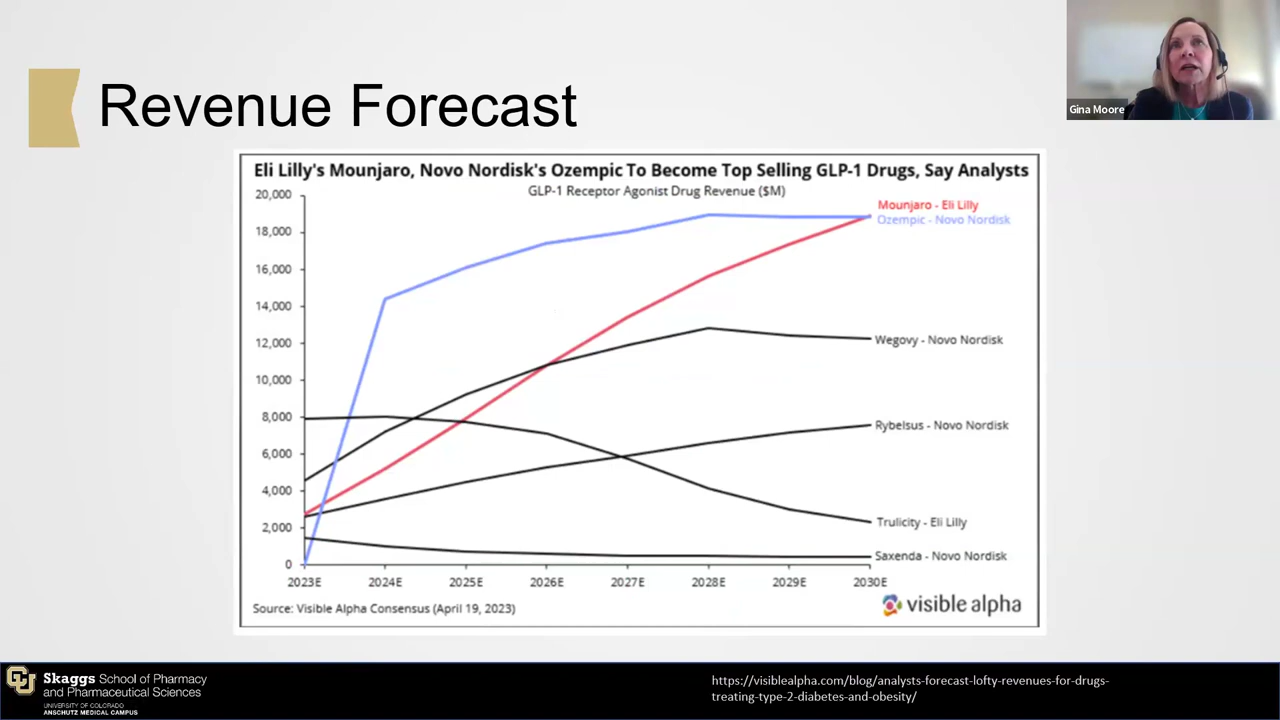 Gina Moore
Revenue Forecast
Eli Lilly's Mounjaro, Novo Nordisk's Ozempic To Become Top Selling GLP-1 Drugs, Say Analysts
GLP-1 Receptor Agonist Drug Revenue ($M)
20,000
18,000
16,000
14,000
12,000
10,000
8,000
6,000
4,000
2,000
0
2023E 2024E 2025E 2026E 2027E 2028E 2029E 2030E
Mounjaro - Eli Lilly
Ozempic - Novo Nordisk
Wegovy - Novo Nordisk
Rybelsus - Novo Nordisk
Trulicity - Eli Lilly
Saxenda - Novo Nordisk
Source: Visible Alpha Consensus (April 19, 2023)
visible alpha
CU
Skaggs School of Pharmacy
and Pharmaceutical Sciences
UNIVERSITY OF COLORADO
ANSCHUTZ MEDICAL CAMPUS
https://visiblealpha.com/blog/analysts-forecast-lofty-revenues-for-drugs-
treating-type-2-diabetes-and-obesity/